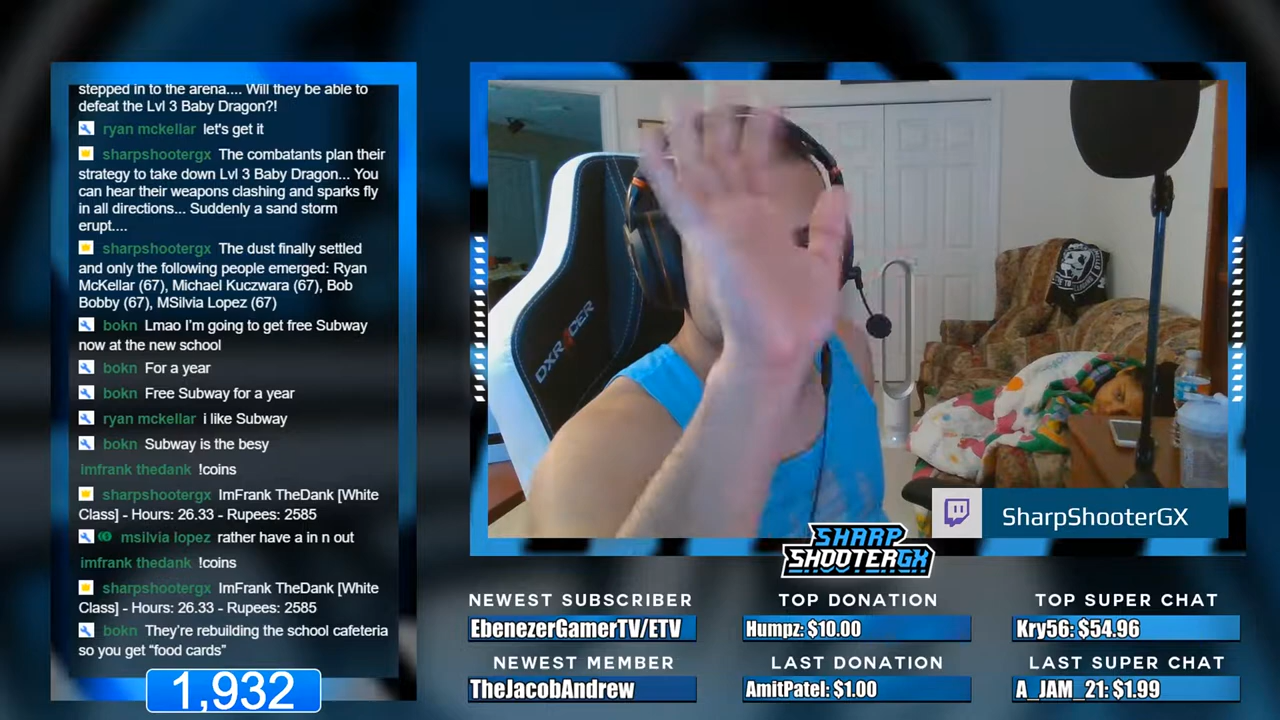 stepped in to the arena.... Will they be able to
defeat the Lvl 3 Baby Dragon?!
ryan mckellar let's get it
sharpshootergx The combatants plan their
strategy to take down Lvl 3 Baby Dragon... You
can hear their weapons clashing and sparks fly
in all directions... Suddenly a sand storm
erupt....
sharpshootergx The dust finally settled
and only the following people emerged: Ryan
McKellar (67), Michael Kuczwara (67), Bob
Bobby (67), MSilvia Lopez (67)
bokn Lmao I'm going to get free Subway
now at the new school
bokn For a year
bokn Free Subway for a year
ryan mckellar i like Subway
bokn Subway is the besy
imfrank thedank !coins
sharpshootergx ImFrank TheDank [White
Class] - Hours: 26.33 - Rupees: 2585
msilvia lopez rather have a in n out
imfrank thedank !coins
sharpshootergx ImFrank TheDank [White
Class] - Hours: 26.33 - Rupees: 2585
bokn They're rebuilding the school cafeteria
so you get “food cards”
1,932
DXRACER
SharpShooterGX
SHARP
SHOOTERGX
NEWEST SUBSCRIBER
EbenezerGamerTV/ETV
NEWEST MEMBER
TheJacobAndrew
TOP DONATION
Humpz: $10.00
LAST DONATION
AmitPatel: $1.00
TOP SUPER CHAT
Kry56: $54.96
LAST SUPER CHAT
A_JAM_21: $1.99